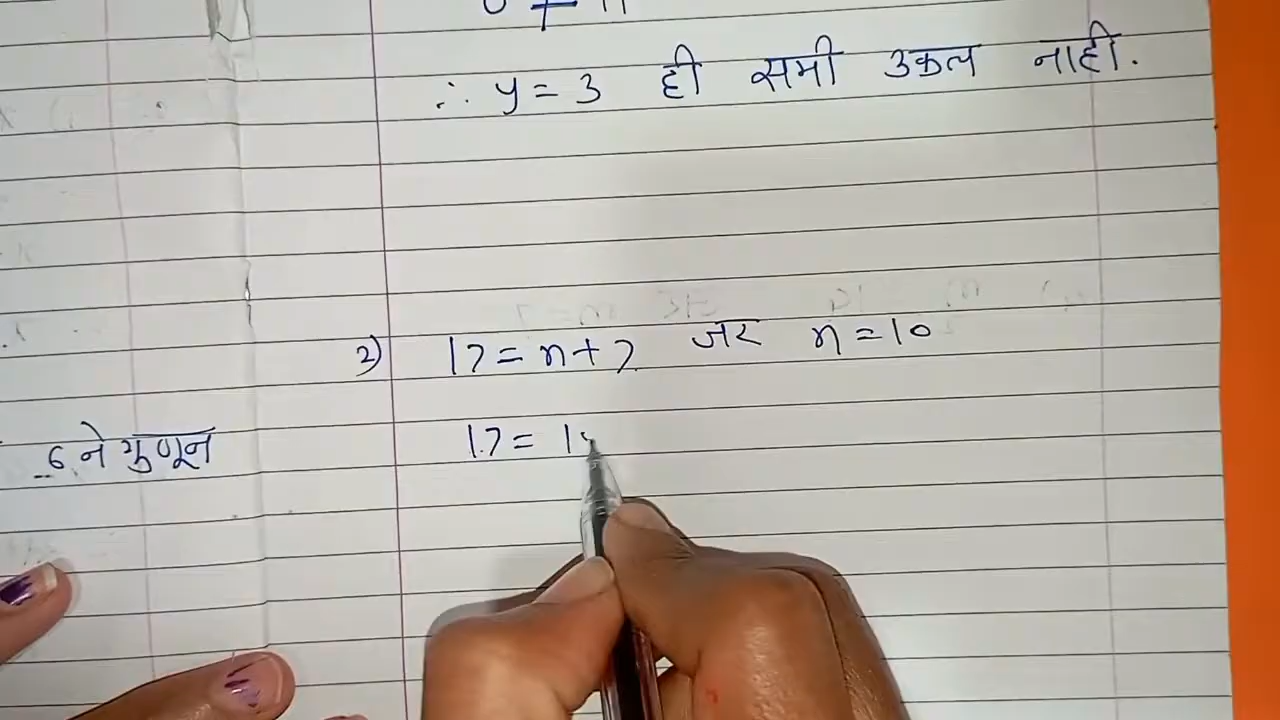 ∴ y = 3 ही समी उकल नाही.
2) 17 = n + 7 जर n = 10
6 ने गुणून
17 = 1